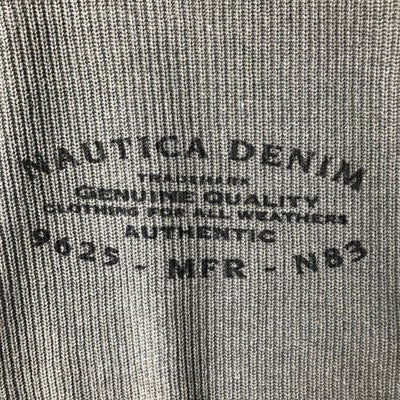 NAUTICA DENIM
TRADEMARK
GENUINE QUALITY
CLOTHING FOR ALL WEATHERS
AUTHENTIC
9625 - MFR - N83